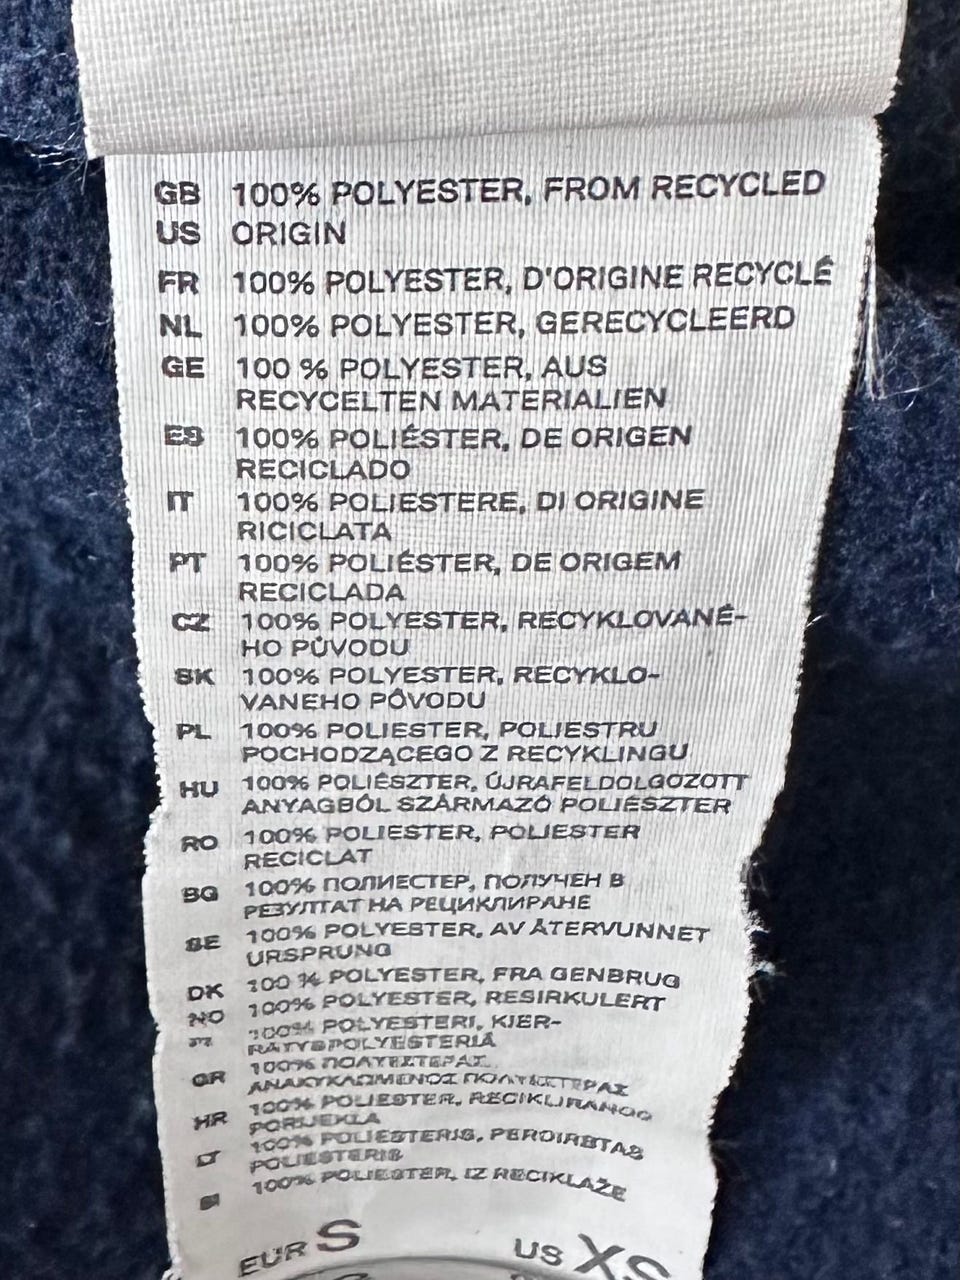 GB 100% POLYESTER, FROM RECYCLED
US ORIGIN
FR 100% POLYESTER, D'ORIGINE RECYCLÉ
NL 100% POLYESTER, GERECYCLEERD
GE 100 % POLYESTER, AUS
RECYCELTEN MATERIALIEN
ES 100% POLIÉSTER, DE ORIGEN
RECICLADO
IT 100% POLIESTERE, DI ORIGINE
RICICLATA
PT 100% POLIÉSTER, DE ORIGEM
RECICLADA
CZ 100% POLYESTER, RECYKLOVANÉ-
HO PŮVODU
SK 100% POLYESTER, RECYKLO-
VANEHO PÔVODU
PL 100% POLIESTER, POLIESTRU
POCHODZĄCEGO Z RECYKLINGU
HU 100% POLIÉSZTER, ÚJRAFELDOLGOZOTT
ANYAGBÓL SZÁRMAZÓ POLIÉSZTER
RO 100% POLIESTER, POLIESTER
RECICLAT
BG 100% ПОЛИЕСТЕР, ПОЛУЧЕН В
РЕЗУЛТАТ НА РЕЦИКЛИРАНЕ
SE 100% POLYESTER, AV ÅTERVUNNET
URSPRUNG
DK 100 % POLYESTER, FRA GENBRUG
NO 100% POLYESTER, RESIRKULERT
100% POLYESTERI, KIER-
RÄTYSPOLYESTERIÄ
GR 100% ΠΟΛΥΕΣΤΕΡΑΣ,
ΑΝΑΚΥΚΛΩΜΕΝΟΣ ΠΟΛΥΕΣΤΕΡΑΣ
HR 100% POLIESTER, RECIKLIRANOG
PORIJEKLA
LT 100% POLIESTERIS, PERDIRBTAS
POLIESTERIS
SI 100% POLIESTER, IZ RECIKLAŽE
EUR S US XS